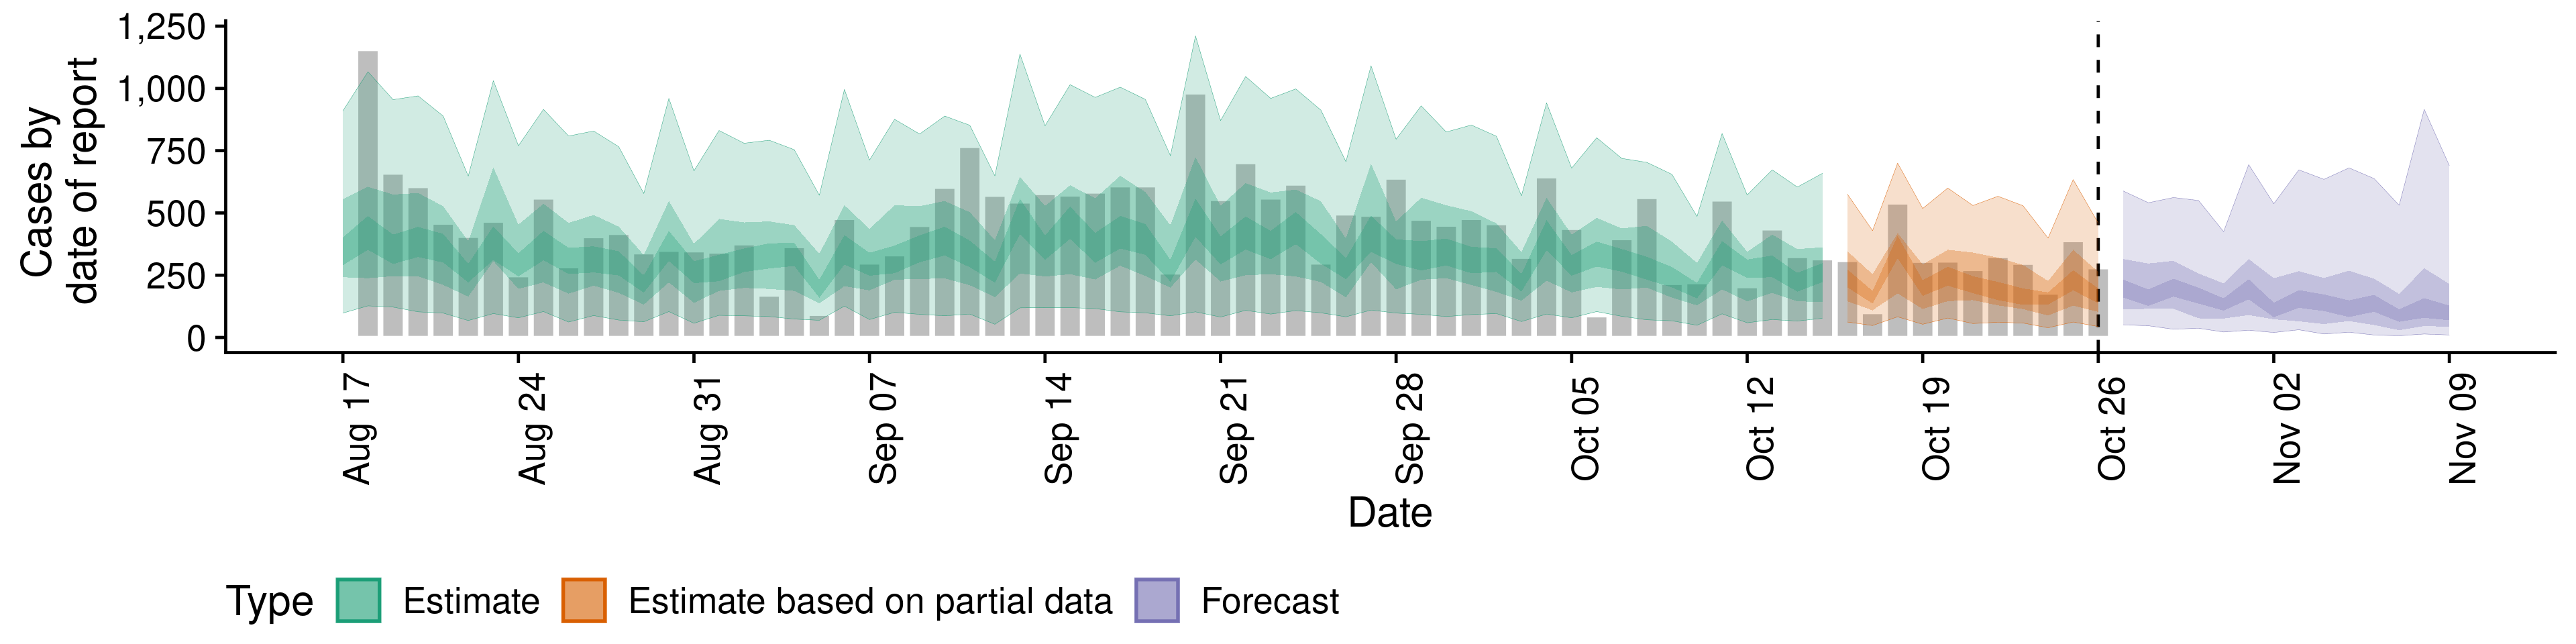 Cases by
date of report
1,250
1,000
750
500
250
0
Aug 17
Aug 24
Aug 31
Sep 07
Sep 14
Sep 21
Sep 28
Oct 05
Oct 12
Oct 19
Oct 26
Nov 02
Nov 09
Date
Type Estimate Estimate based on partial data Forecast